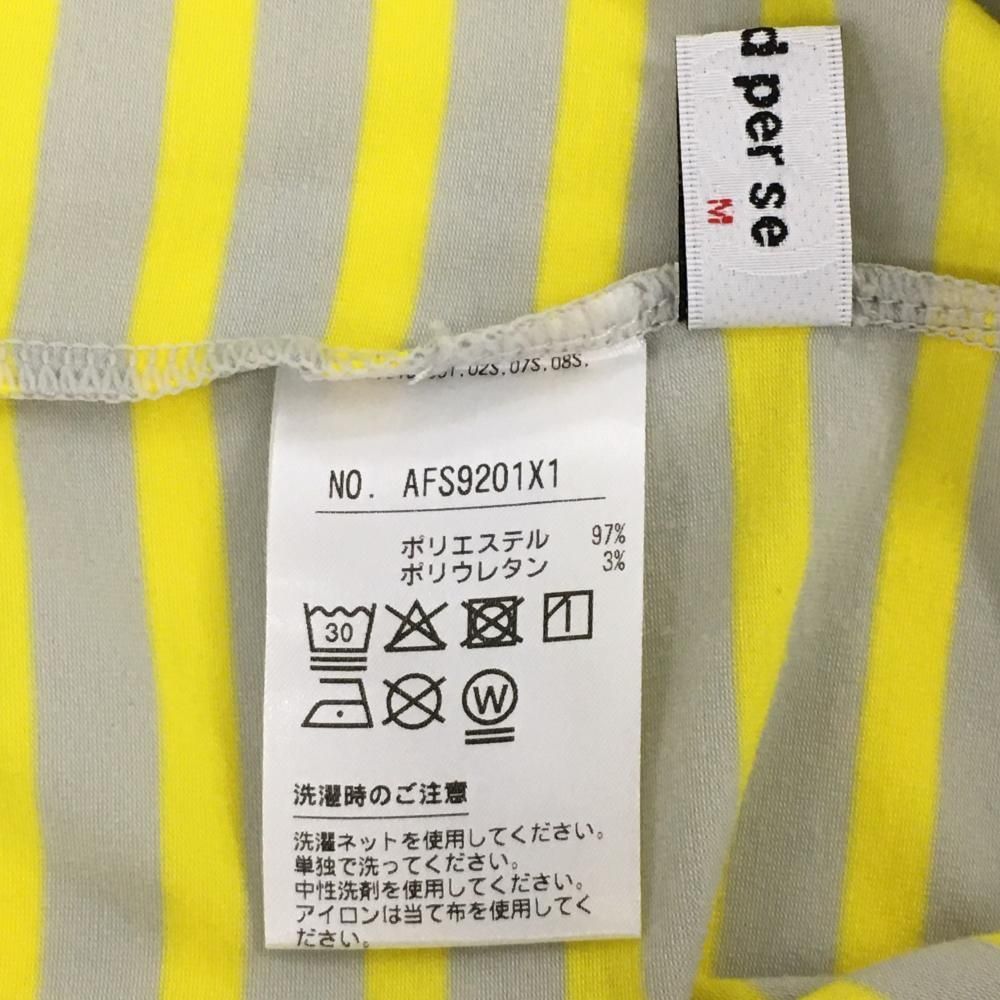 d per se
M
02S.07S.08S.
NO. AFS9201X1
ポリエステル 97%
ポリウレタン 3%
30
W
洗濯時のご注意
洗濯ネットを使用してください。
単独で洗ってください。
中性洗剤を使用してください。
アイロンは当て布を使用してく
ださい。